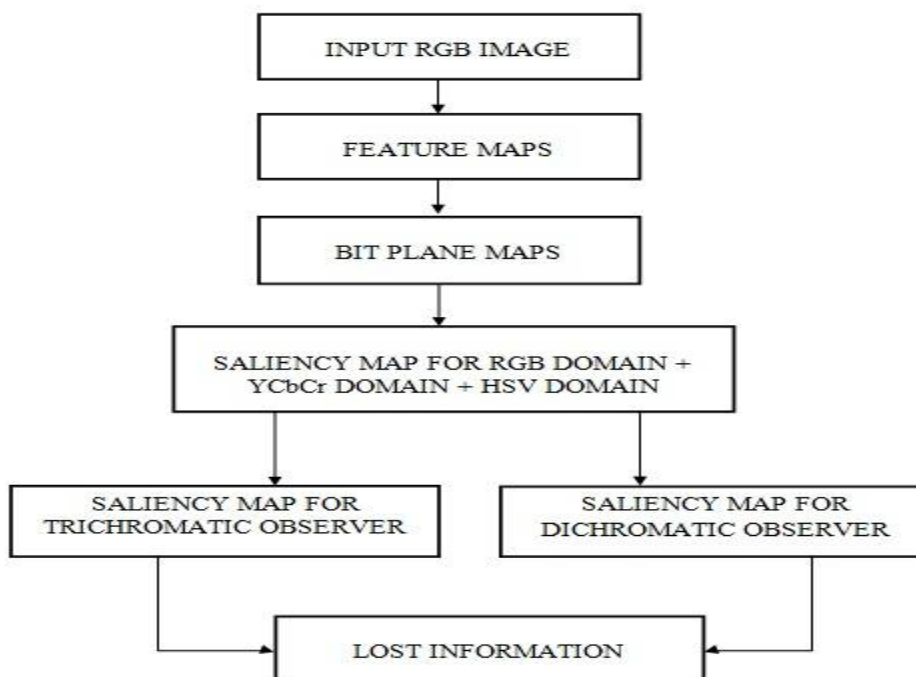 INPUT RGB IMAGE
FEATURE MAPS
BIT PLANE MAPS
SALIENCY MAP FOR RGB DOMAIN +
YCbCr DOMAIN + HSV DOMAIN
SALIENCY MAP FOR
TRICHROMATIC OBSERVER
SALIENCY MAP FOR
DICHROMATIC OBSERVER
LOST INFORMATION